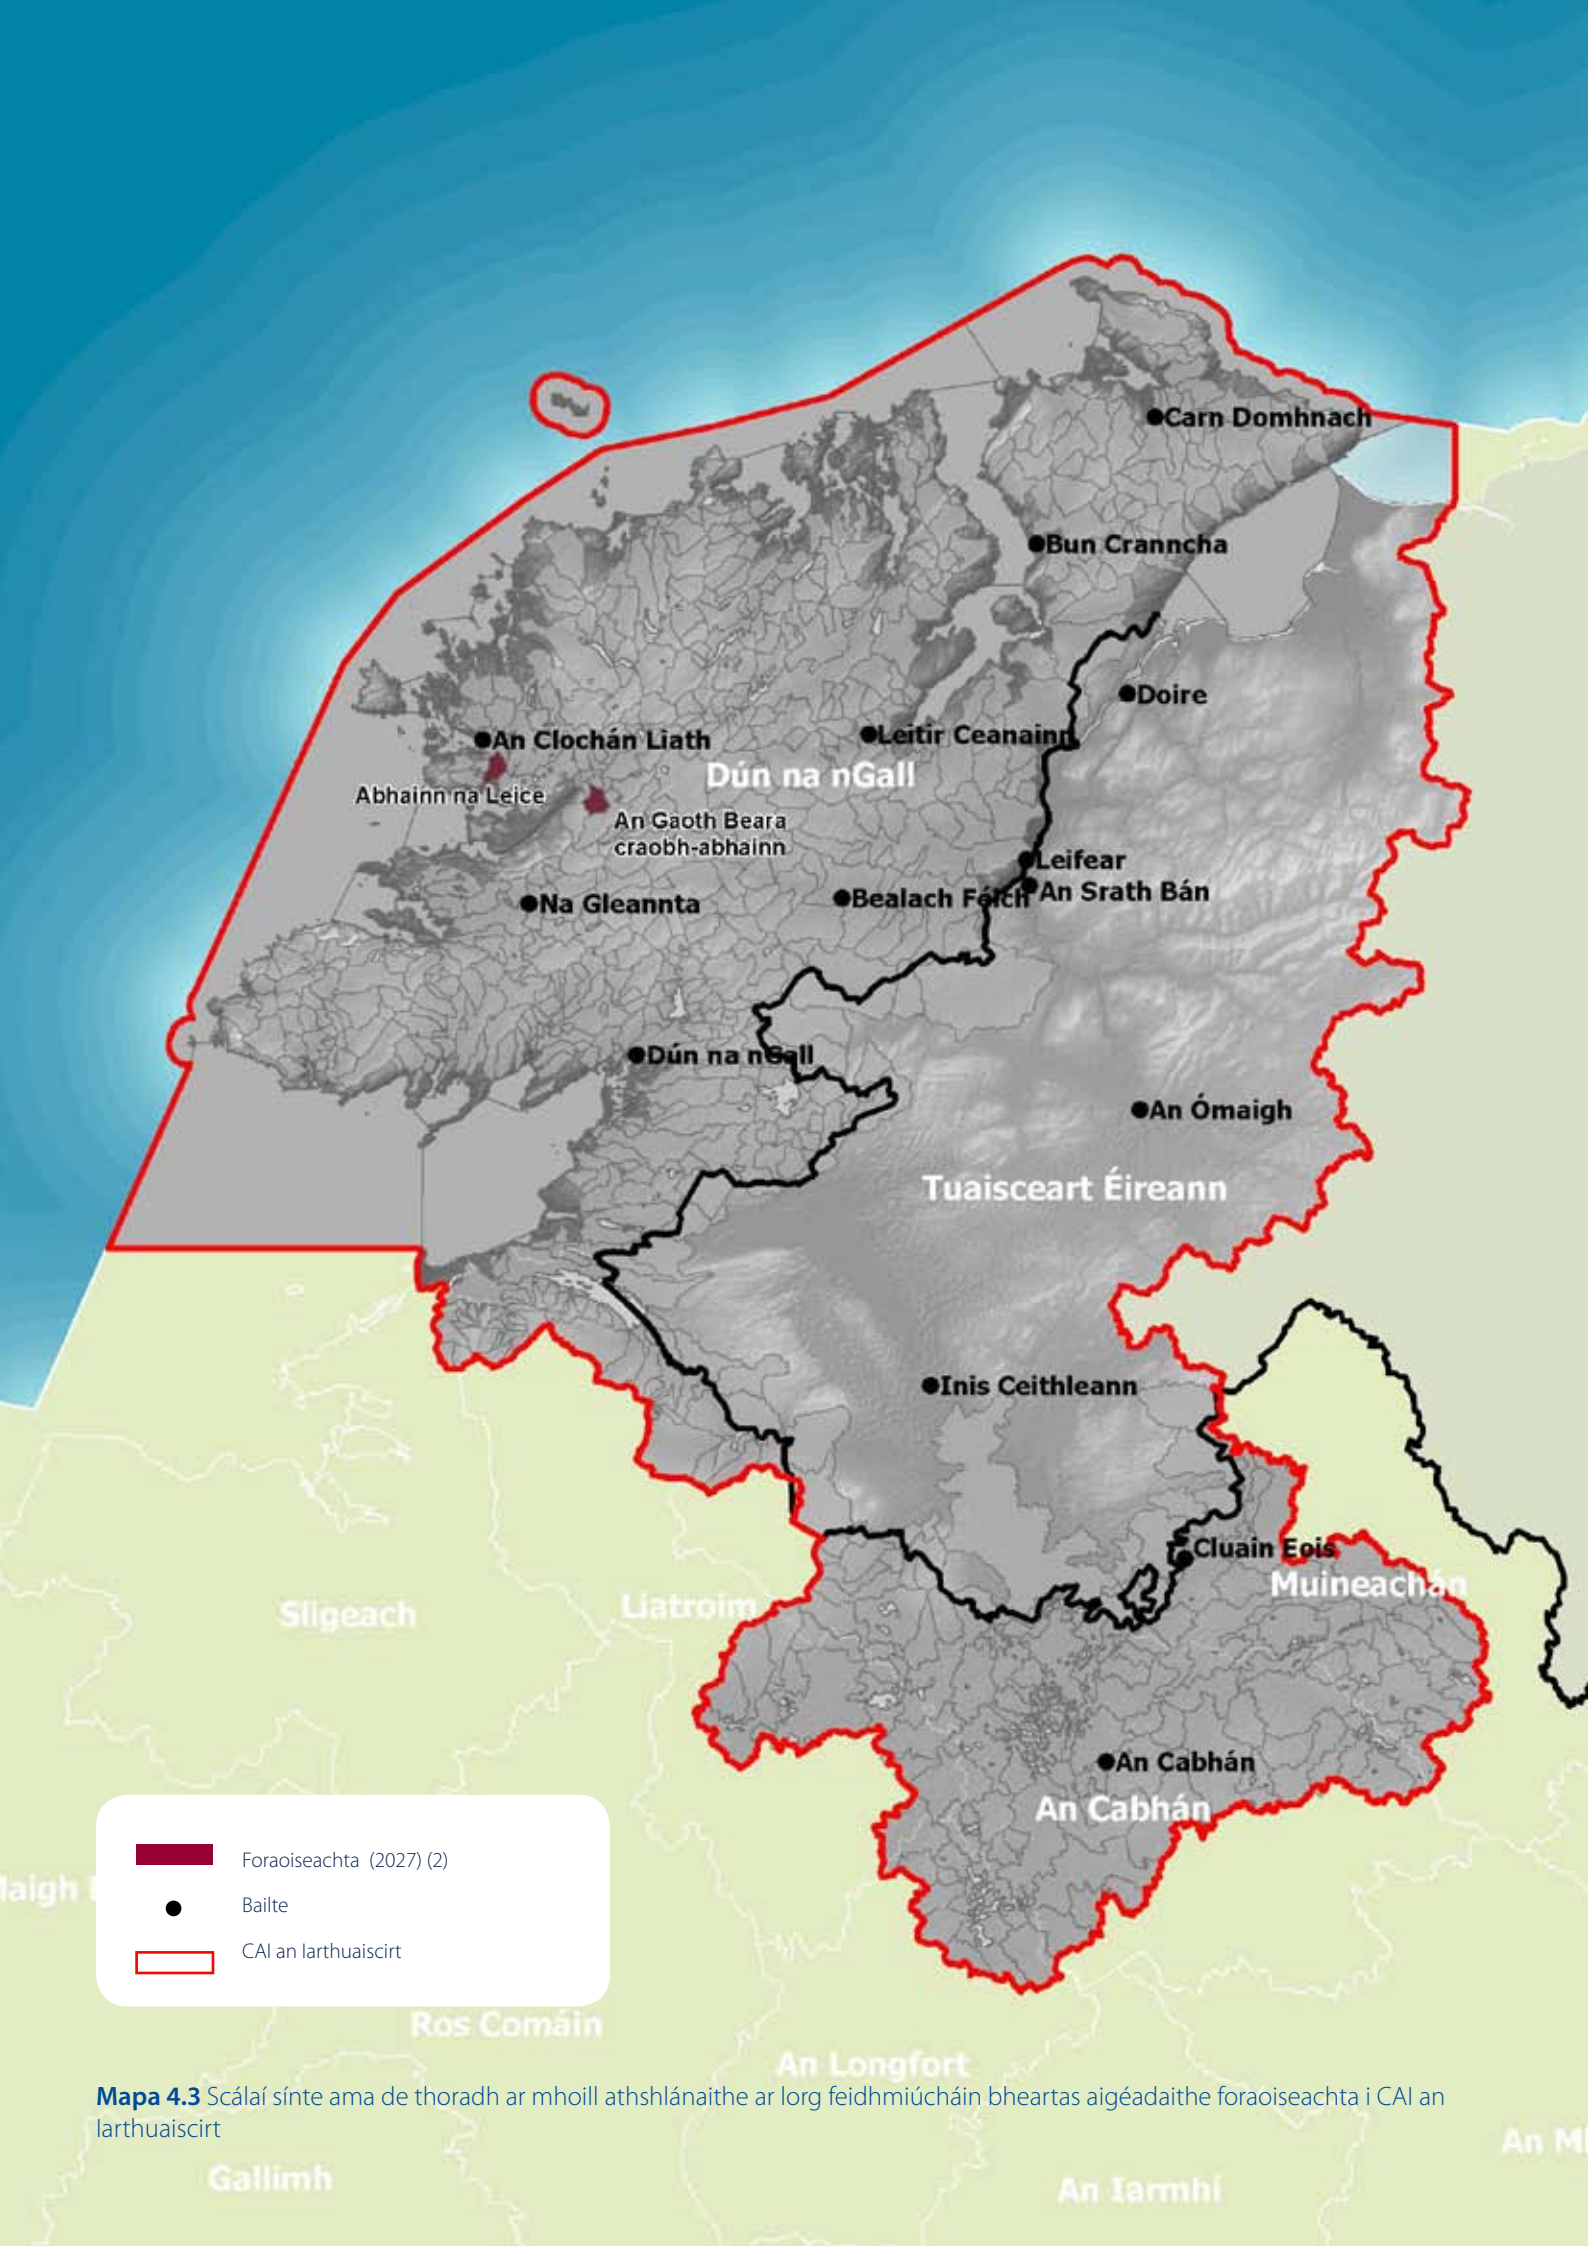 Carn Domhnach
Bun Cranncha
Doire
An Clochán Liath
Leitir Ceanainn
Dún na nGall
Abhainn na Leice
An Gaoth Beara
craobh-abhainn
Leifear
An Srath Bán
Na Gleannta
Bealach Féich
Dún na nGall
An Ómaigh
Tuaisceart Éireann
Inis Ceithleann
Cluain Eois
Muineachán
Sligeach
Liatroim
An Cabhán
An Cabhán
Foraoiseachta (2027) (2)
Bailte
CAI an Iarthuaiscirt
Ros Comáin
An Longfort
Mapa 4.3 Scálaí sínte ama de thoradh ar mhoill athshlánaithe ar lorg feidhmiúcháin bheartas aigéadaithe foraoiseachta i CAI an
Iarthuaiscirt
Gallimh
An Iarmhí